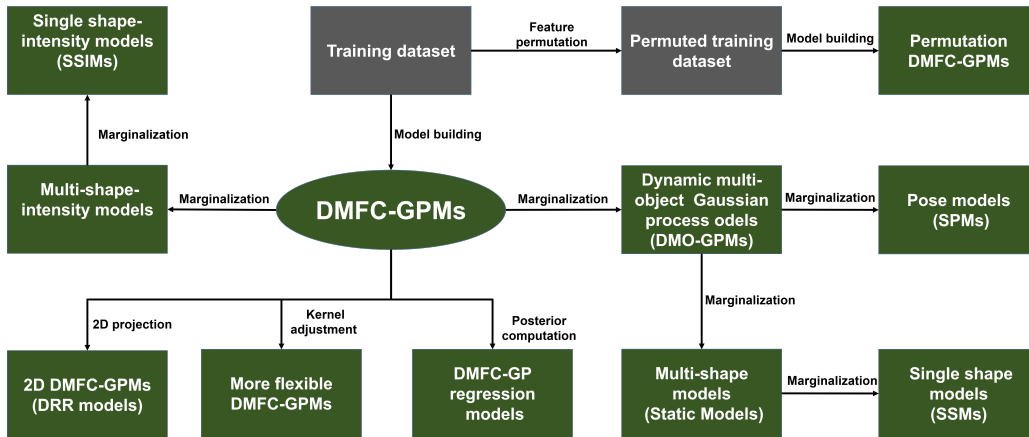 Single shape-
intensity models
(SSIMs)
Training dataset
Feature
permutation
Permuted training
dataset
Model building
Permutation
DMFC-GPMs
Marginalization
Model building
Multi-shape-
intensity models
Marginalization
DMFC-GPMs
Marginalization
Dynamic multi-
object Gaussian
process odels
(DMO-GPMs)
Marginalization
Pose models
(SPMs)
Marginalization
2D projection
Kernel
adjustment
Posterior
computation
2D DMFC-GPMs
(DRR models)
More flexible
DMFC-GPMs
DMFC-GP
regression
models
Multi-shape
models
(Static Models)
Marginalization
Single shape
models
(SSMs)